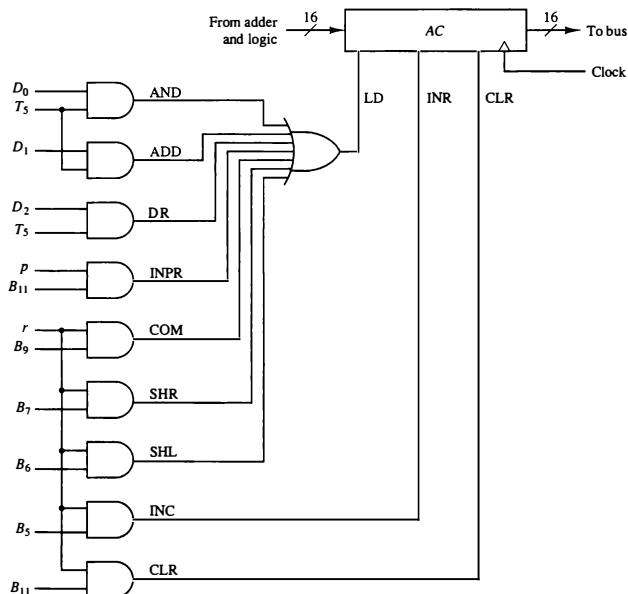 From adder
and logic
16
AC
16
To bus
Clock
LD
INR
CLR
D0
T5
AND
D1
ADD
D2
T5
DR
p
B11
INPR
r
B9
COM
B7
SHR
B6
SHL
B5
INC
B11
CLR